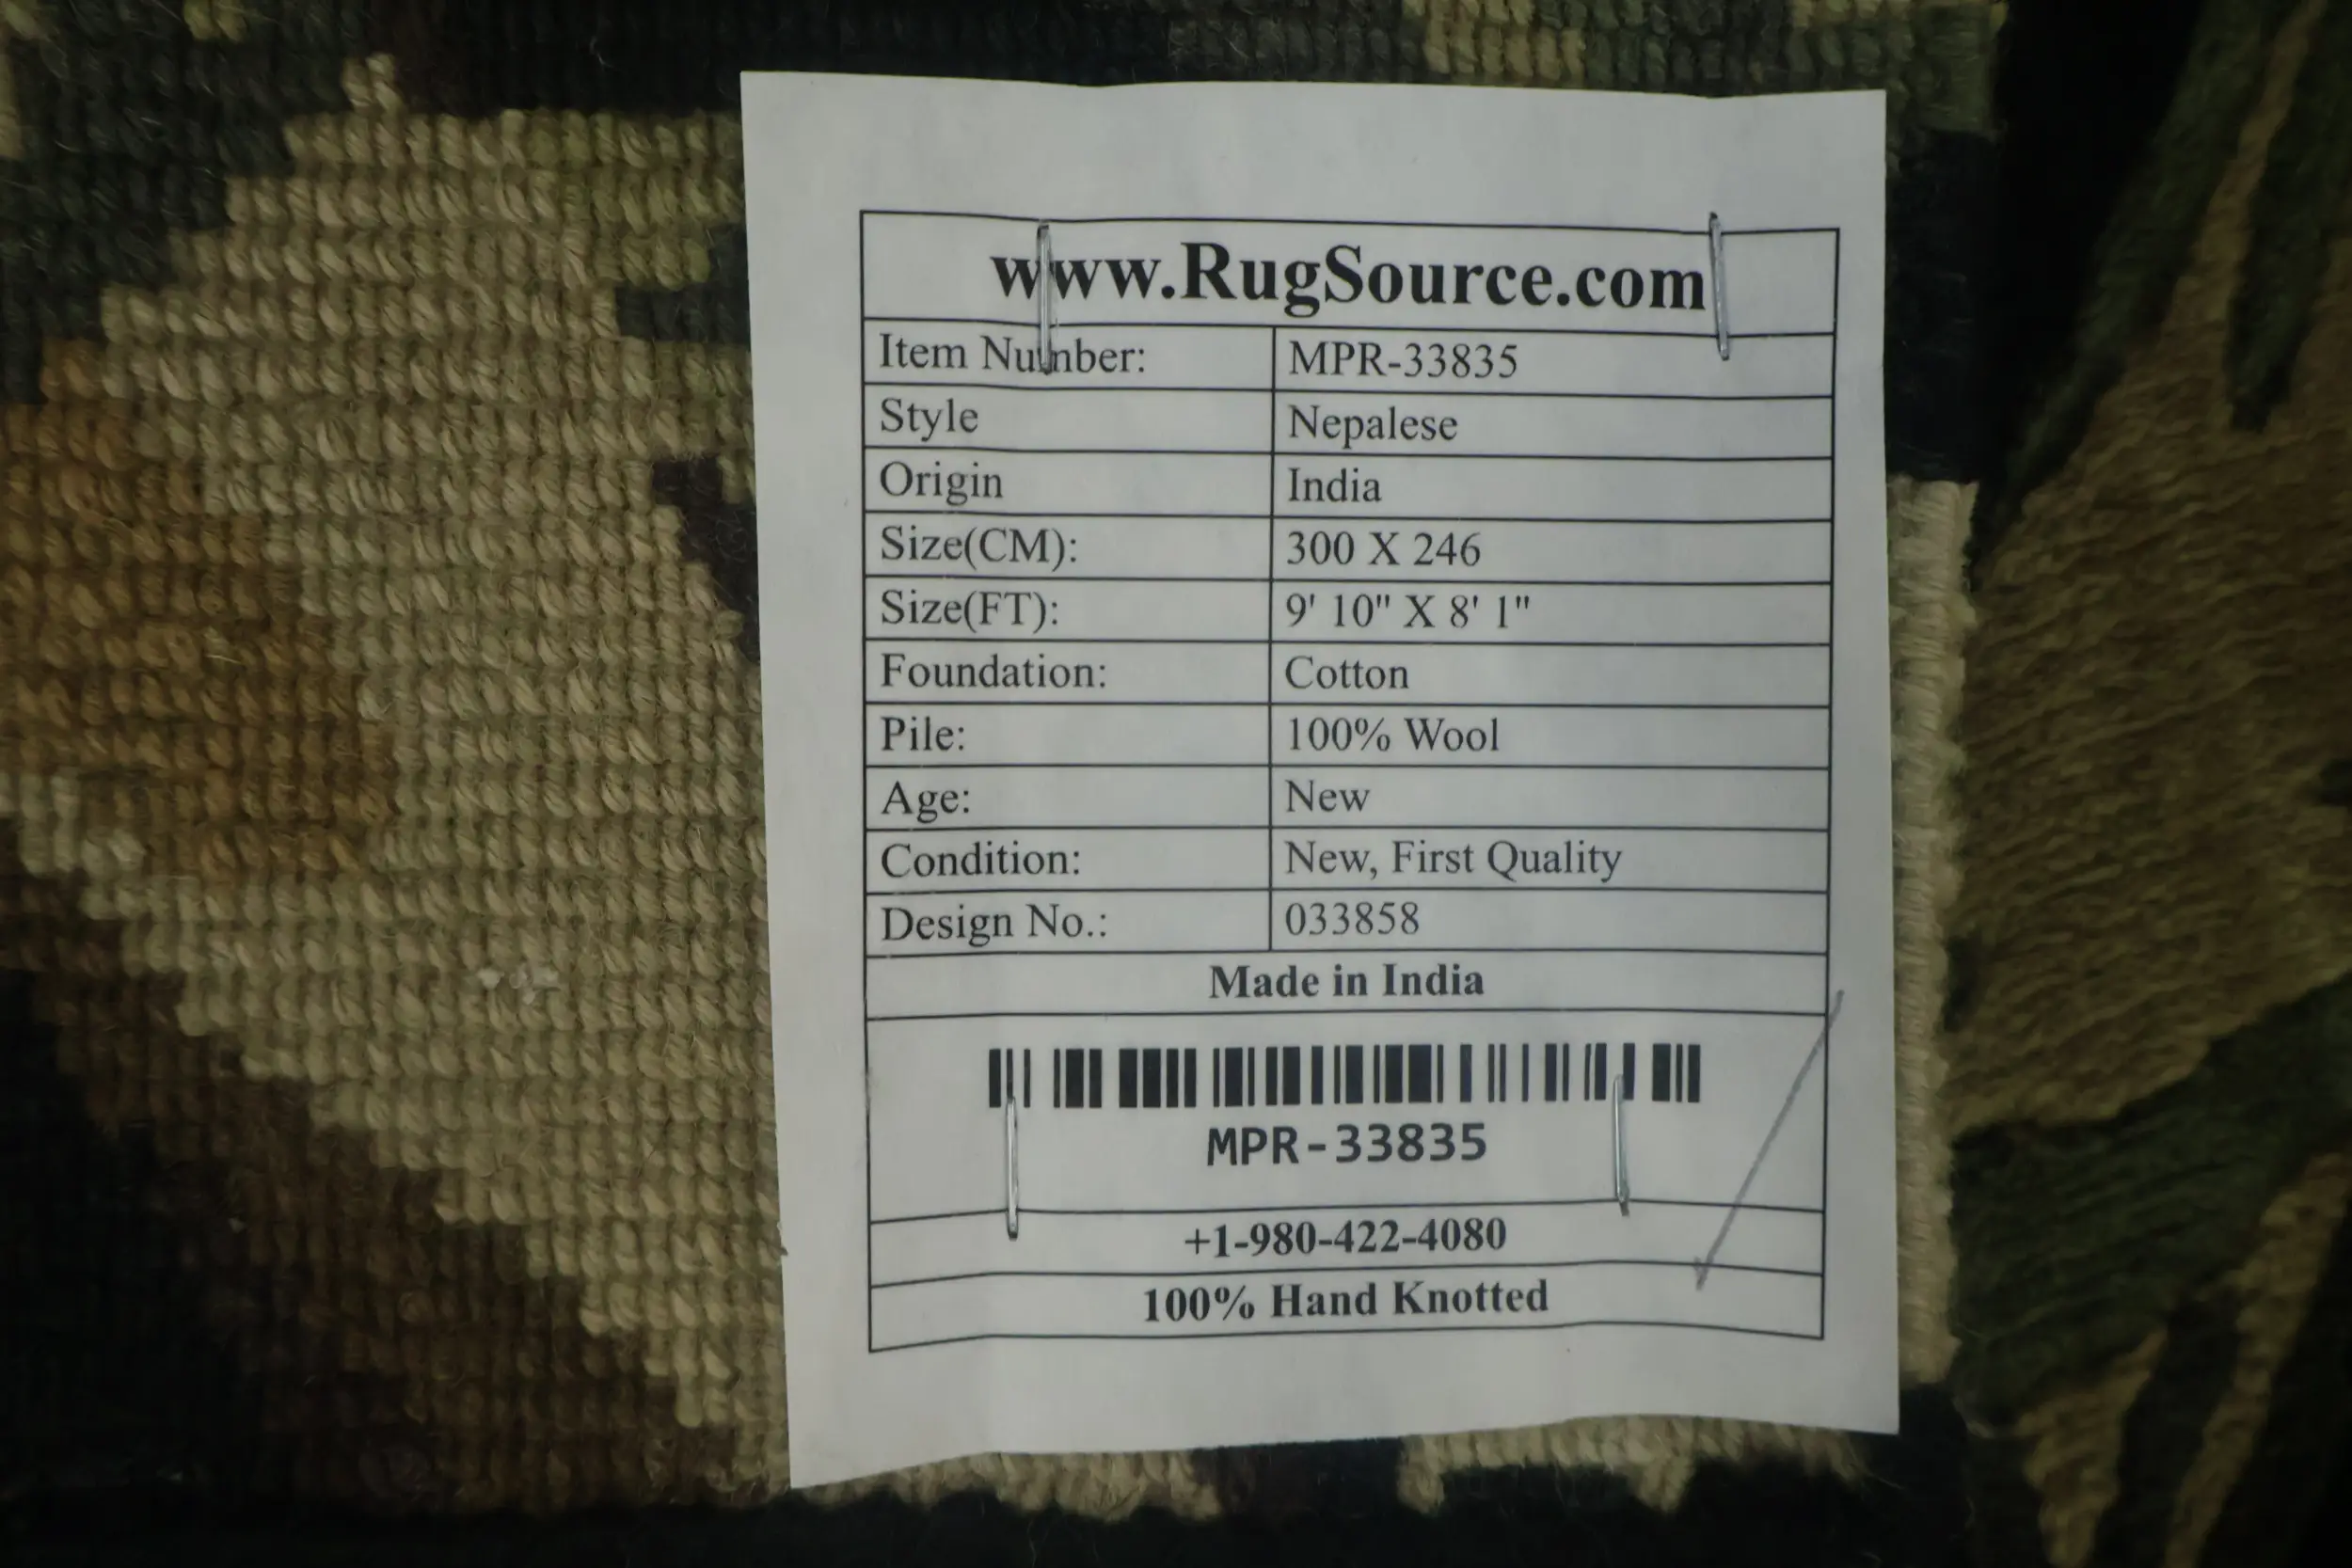 www.RugSource.com
Item Number: MPR-33835
Style Nepalese
Origin India
Size(CM): 300 X 246
Size(FT): 9' 10" X 8' 1"
Foundation: Cotton
Pile: 100% Wool
Age: New
Condition: New, First Quality
Design No.: 033858
Made in India
MPR-33835
+1-980-422-4080
100% Hand Knotted